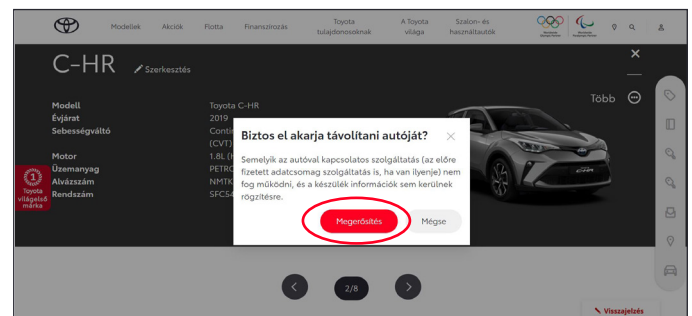 Modellek Akciók Flotta Finanszírozás Toyota tulajdonosoknak A Toyota világa Szalon- és használtautók
C-HR Szerkesztés
Több
Modell Toyota C-HR
Évjárat 2019
Sebességváltó
(CVT)
Motor 1.8L
Üzemanyag
Alvázszám
Rendszám
1
Toyota
világelső
márka
Biztos el akarja távolítani autóját?
Semelyik az autóval kapcsolatos szolgáltatás (az előre
fizetett adatcsomag szolgáltatás is, ha van ilyenje) nem
fog működni, és a készülék információk sem kerülnek
rögzítésre.
Megerősítés Mégse
2/8
Visszajelzés